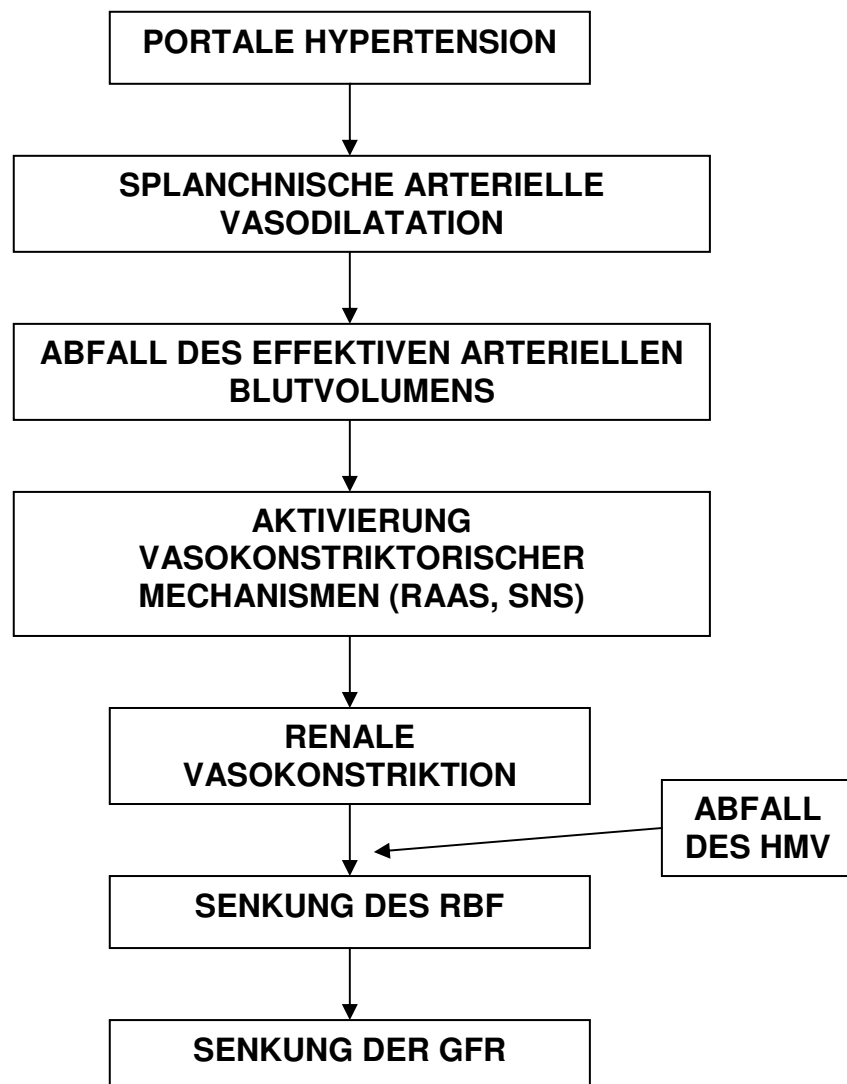 PORTALE HYPERTENSION
SPLANCHNISCHE ARTERIELLE
VASODILATATION
ABFALL DES EFFEKTIVEN ARTERIELLEN
BLUTVOLUMENS
AKTIVIERUNG
VASOKONSTRIKTORISCHER
MECHANISMEN (RAAS, SNS)
RENALE
VASOKONSTRIKTION
ABFALL
DES HMV
SENKUNG DES RBF
SENKUNG DER GFR